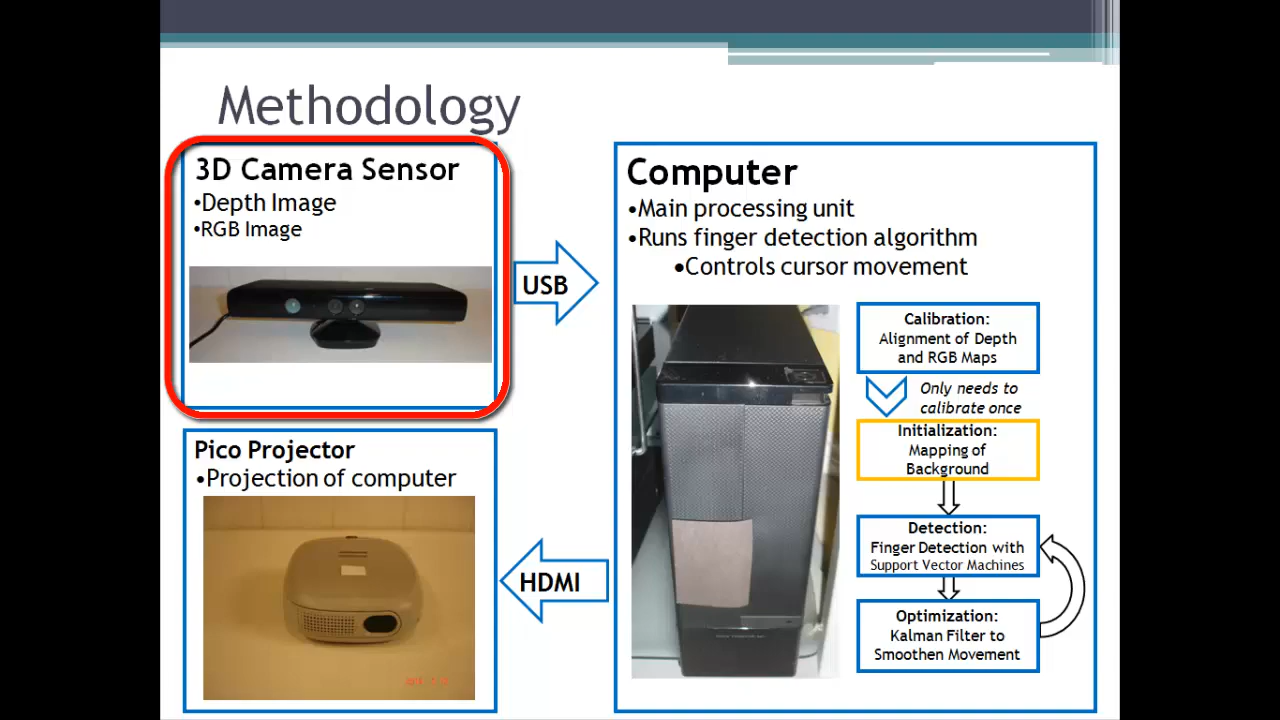 Methodology
3D Camera Sensor
•Depth Image
•RGB Image
USB
Computer
•Main processing unit
•Runs finger detection algorithm
•Controls cursor movement
Calibration:
Alignment of Depth
and RGB Maps
Only needs to
calibrate once
Initialization:
Mapping of
Background
Detection:
Finger Detection with
Support Vector Machines
Optimization:
Kalman Filter to
Smoothen Movement
Pico Projector
•Projection of computer
HDMI